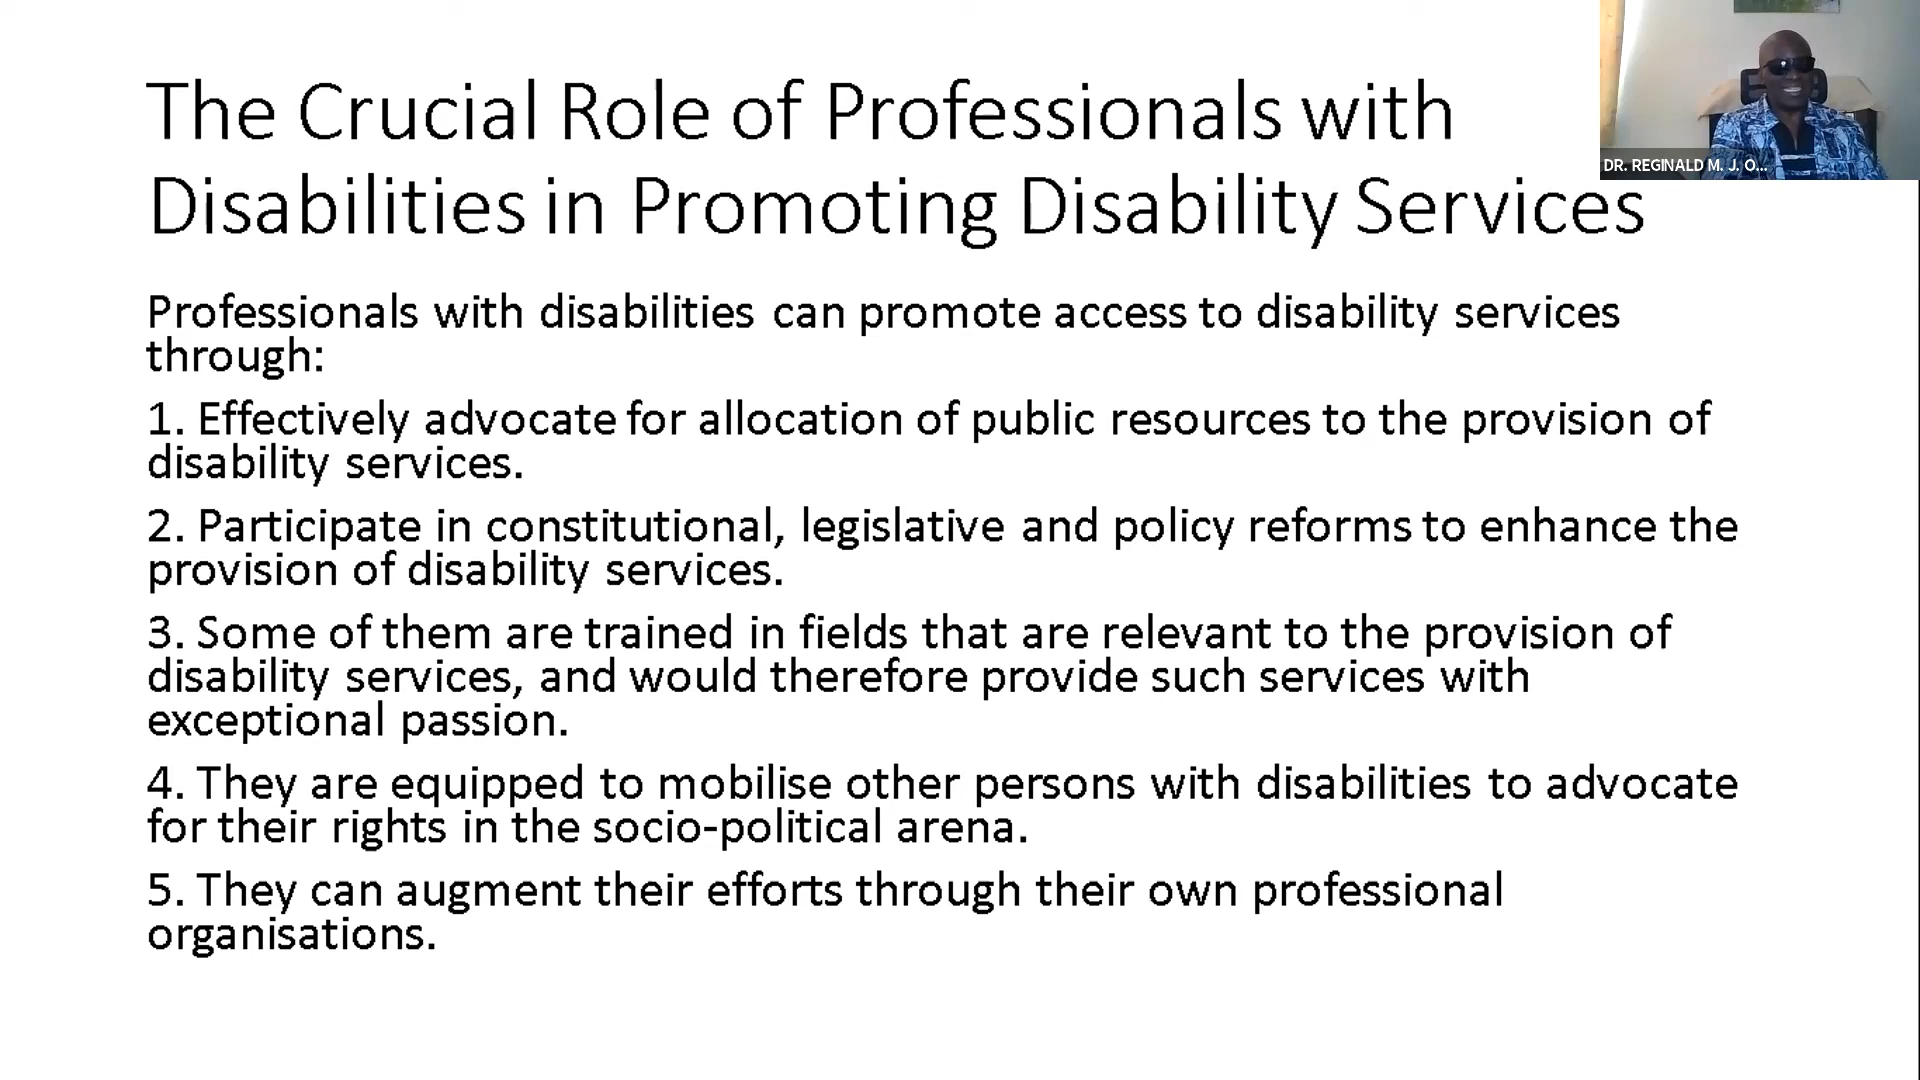 The Crucial Role of Professionals with
Disabilities in Promoting Disability Services
DR. REGINALD M. J. O...
Professionals with disabilities can promote access to disability services
through:
1. Effectively advocate for allocation of public resources to the provision of
disability services.
2. Participate in constitutional, legislative and policy reforms to enhance the
provision of disability services.
3. Some of them are trained in fields that are relevant to the provision of
disability services, and would therefore provide such services with
exceptional passion.
4. They are equipped to mobilise other persons with disabilities to advocate
for their rights in the socio-political arena.
5. They can augment their efforts through their own professional
organisations.